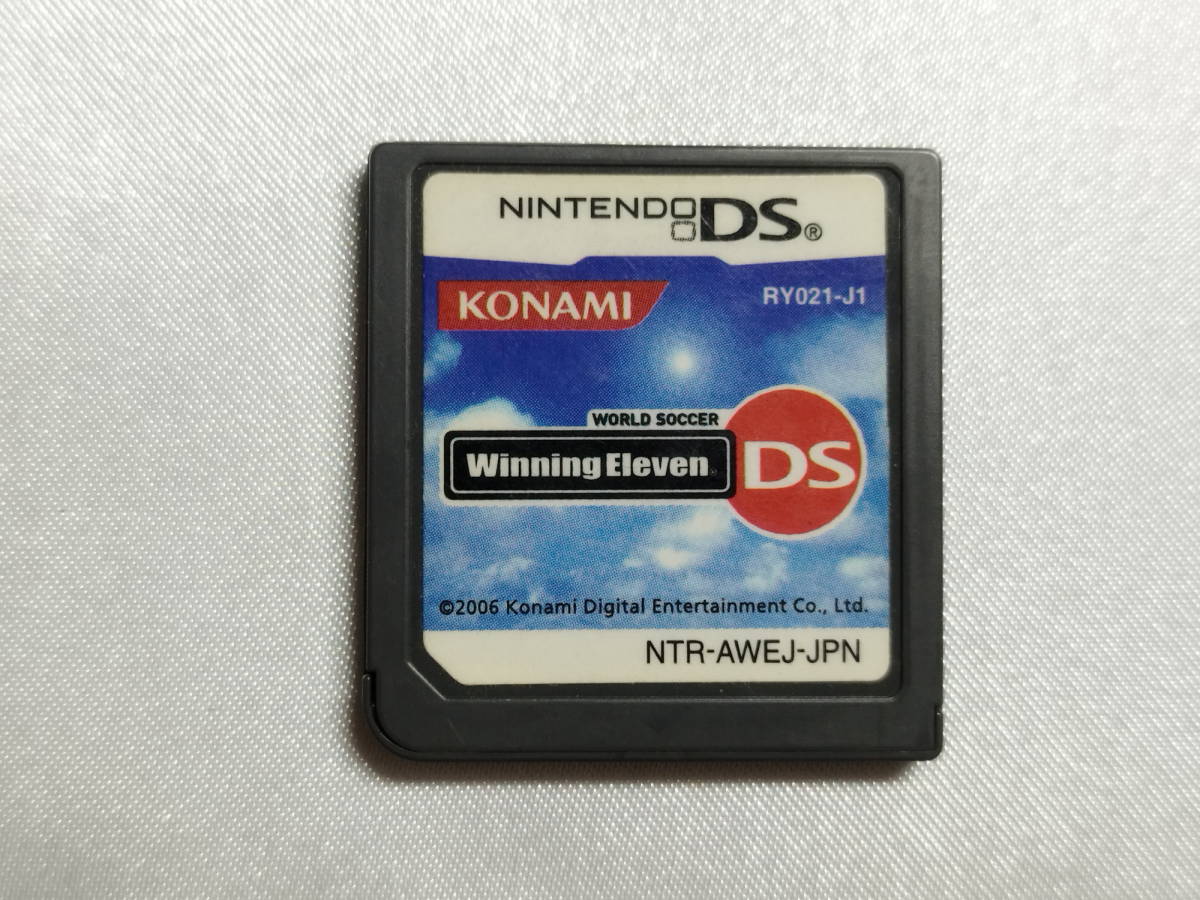 NINTENDO DS®
KONAMI
RY021-J1
WORLD SOCCER
Winning Eleven
DS
©2006 Konami Digital Entertainment Co., Ltd.
NTR-AWEJ-JPN